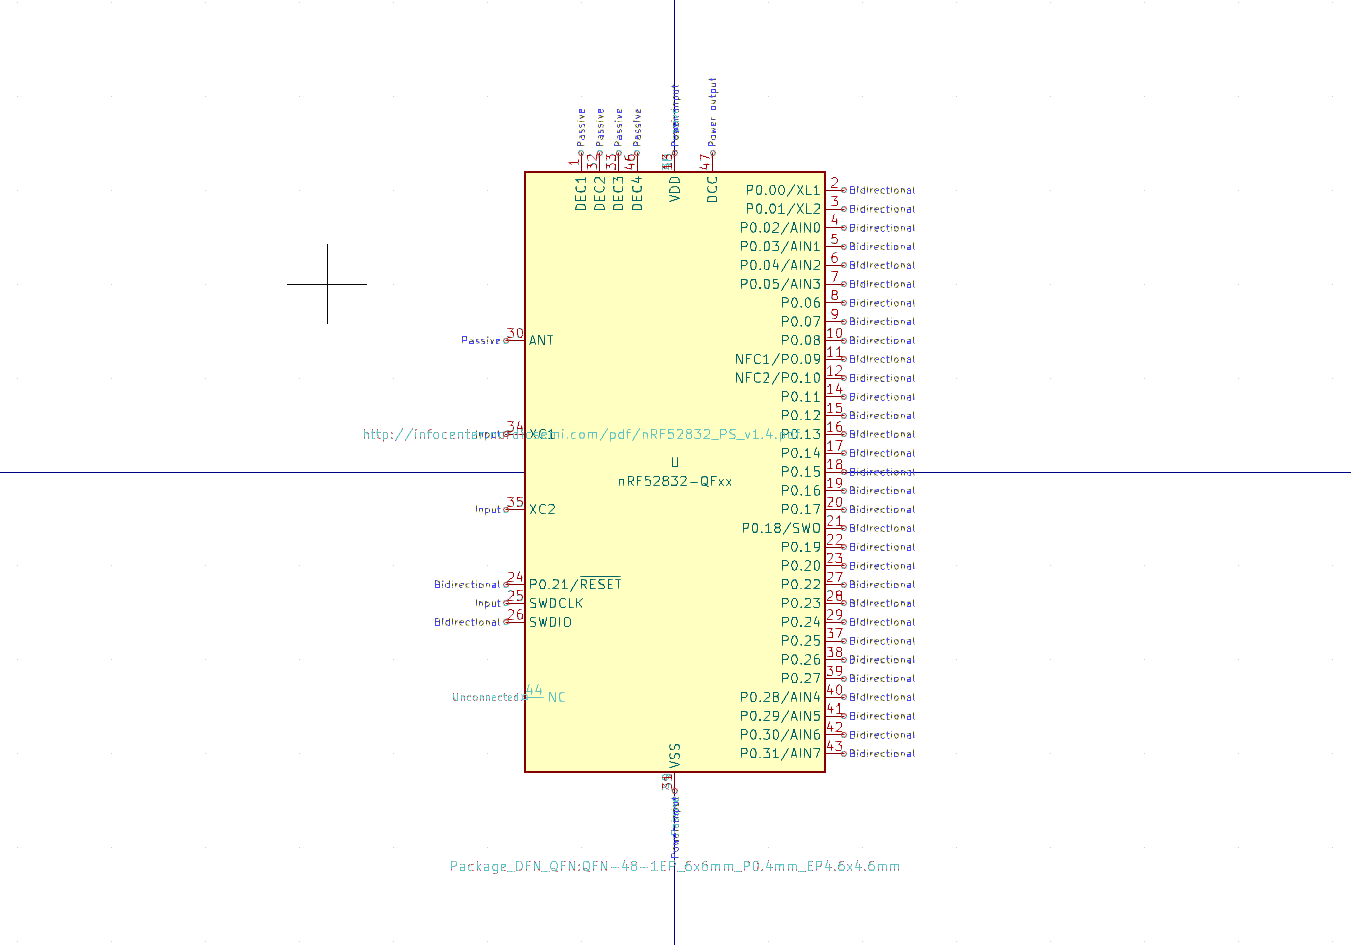 Passive
Passive
Passive
Passive
Power output
1
32
33
46
47
DEC1
DEC2
DEC3
DEC4
VDD
DCC
P0.00/XL1 2 Bidirectional
P0.01/XL2 3 Bidirectional
P0.02/AIN0 4 Bidirectional
P0.03/AIN1 5 Bidirectional
P0.04/AIN2 6 Bidirectional
P0.05/AIN3 7 Bidirectional
P0.06 8 Bidirectional
P0.07 9 Bidirectional
Passive 30 ANT
P0.08 10 Bidirectional
NFC1/P0.09 11 Bidirectional
NFC2/P0.10 12 Bidirectional
P0.11 14 Bidirectional
P0.12 15 Bidirectional
Input 34 XC1
http://infocenter.nordicsemi.com/pdf/nRF52832_PS_v1.4.pdf
P0.13 16 Bidirectional
P0.14 17 Bidirectional
U
P0.15 18 Bidirectional
nRF52832-QFxx
P0.16 19 Bidirectional
Input 35 XC2
P0.17 20 Bidirectional
P0.18/SWO 21 Bidirectional
P0.19 22 Bidirectional
P0.20 23 Bidirectional
Bidirectional 24 P0.21/RESET
P0.22 27 Bidirectional
Input 25 SWDCLK
P0.23 28 Bidirectional
Bidirectional 26 SWDIO
P0.24 29 Bidirectional
P0.25 37 Bidirectional
P0.26 38 Bidirectional
P0.27 39 Bidirectional
Unconnected 44 NC
P0.28/AIN4 40 Bidirectional
P0.29/AIN5 41 Bidirectional
P0.30/AIN6 42 Bidirectional
P0.31/AIN7 43 Bidirectional
VSS
Package_DFN_QFN:QFN-48-1EP_6x6mm_P0.4mm_EP4.6x4.6mm